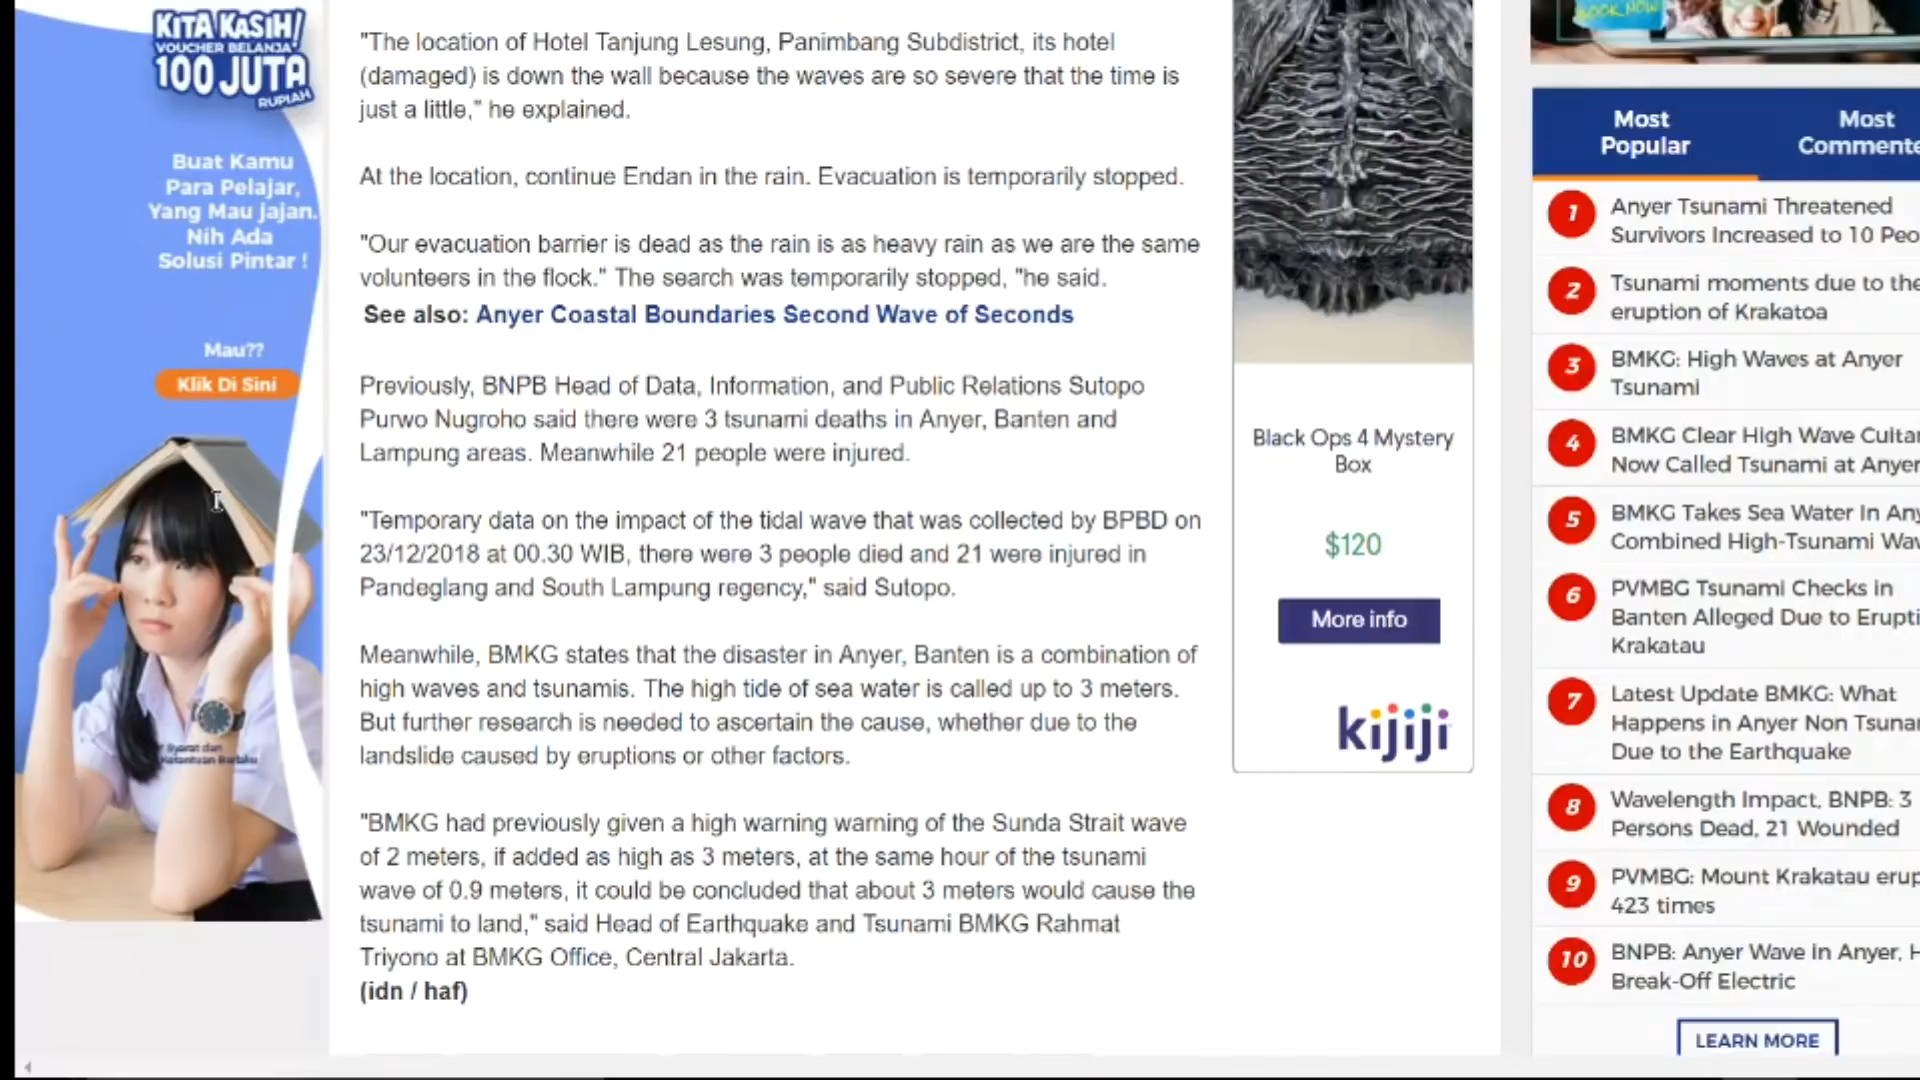 KITA KASIH!
VOUCHER BELANJA*
100 JUTA
RUPIAH
Buat Kamu
Para Pelajar,
Yang Mau jajan.
Nih Ada
Solusi Pintar !
Mau??
Klik Di Sini
"The location of Hotel Tanjung Lesung, Panimbang Subdistrict, its hotel
(damaged) is down the wall because the waves are so severe that the time is
just a little," he explained.
At the location, continue Endan in the rain. Evacuation is temporarily stopped.
"Our evacuation barrier is dead as the rain is as heavy rain as we are the same
volunteers in the flock." The search was temporarily stopped, "he said.
See also: Anyer Coastal Boundaries Second Wave of Seconds
Previously, BNPB Head of Data, Information, and Public Relations Sutopo
Purwo Nugroho said there were 3 tsunami deaths in Anyer, Banten and
Lampung areas. Meanwhile 21 people were injured.
"Temporary data on the impact of the tidal wave that was collected by BPBD on
23/12/2018 at 00.30 WIB, there were 3 people died and 21 were injured in
Pandeglang and South Lampung regency," said Sutopo.
Meanwhile, BMKG states that the disaster in Anyer, Banten is a combination of
high waves and tsunamis. The high tide of sea water is called up to 3 meters.
But further research is needed to ascertain the cause, whether due to the
landslide caused by eruptions or other factors.
"BMKG had previously given a high warning warning of the Sunda Strait wave
of 2 meters, if added as high as 3 meters, at the same hour of the tsunami
wave of 0.9 meters, it could be concluded that about 3 meters would cause the
tsunami to land," said Head of Earthquake and Tsunami BMKG Rahmat
Triyono at BMKG Office, Central Jakarta.
(idn / haf)
Black Ops 4 Mystery
Box
$120
More info
kijiji
BOOK NOW
Most
Popular
Most
Commente
1
Anyer Tsunami Threatened
Survivors Increased to 10 Peo
2
Tsunami moments due to the
eruption of Krakatoa
3
BMKG: High Waves at Anyer
Tsunami
4
BMKG Clear High Wave Cultar
Now Called Tsunami at Anyer
5
BMKG Takes Sea Water In Any
Combined High-Tsunami Wav
6
PVMBG Tsunami Checks in
Banten Alleged Due to Erupti
Krakatau
7
Latest Update BMKG: What
Happens in Anyer Non Tsunar
Due to the Earthquake
8
Wavelength Impact, BNPB: 3
Persons Dead, 21 Wounded
9
PVMBG: Mount Krakatau erup
423 times
10
BNPB: Anyer Wave in Anyer, H
Break-Off Electric
LEARN MORE